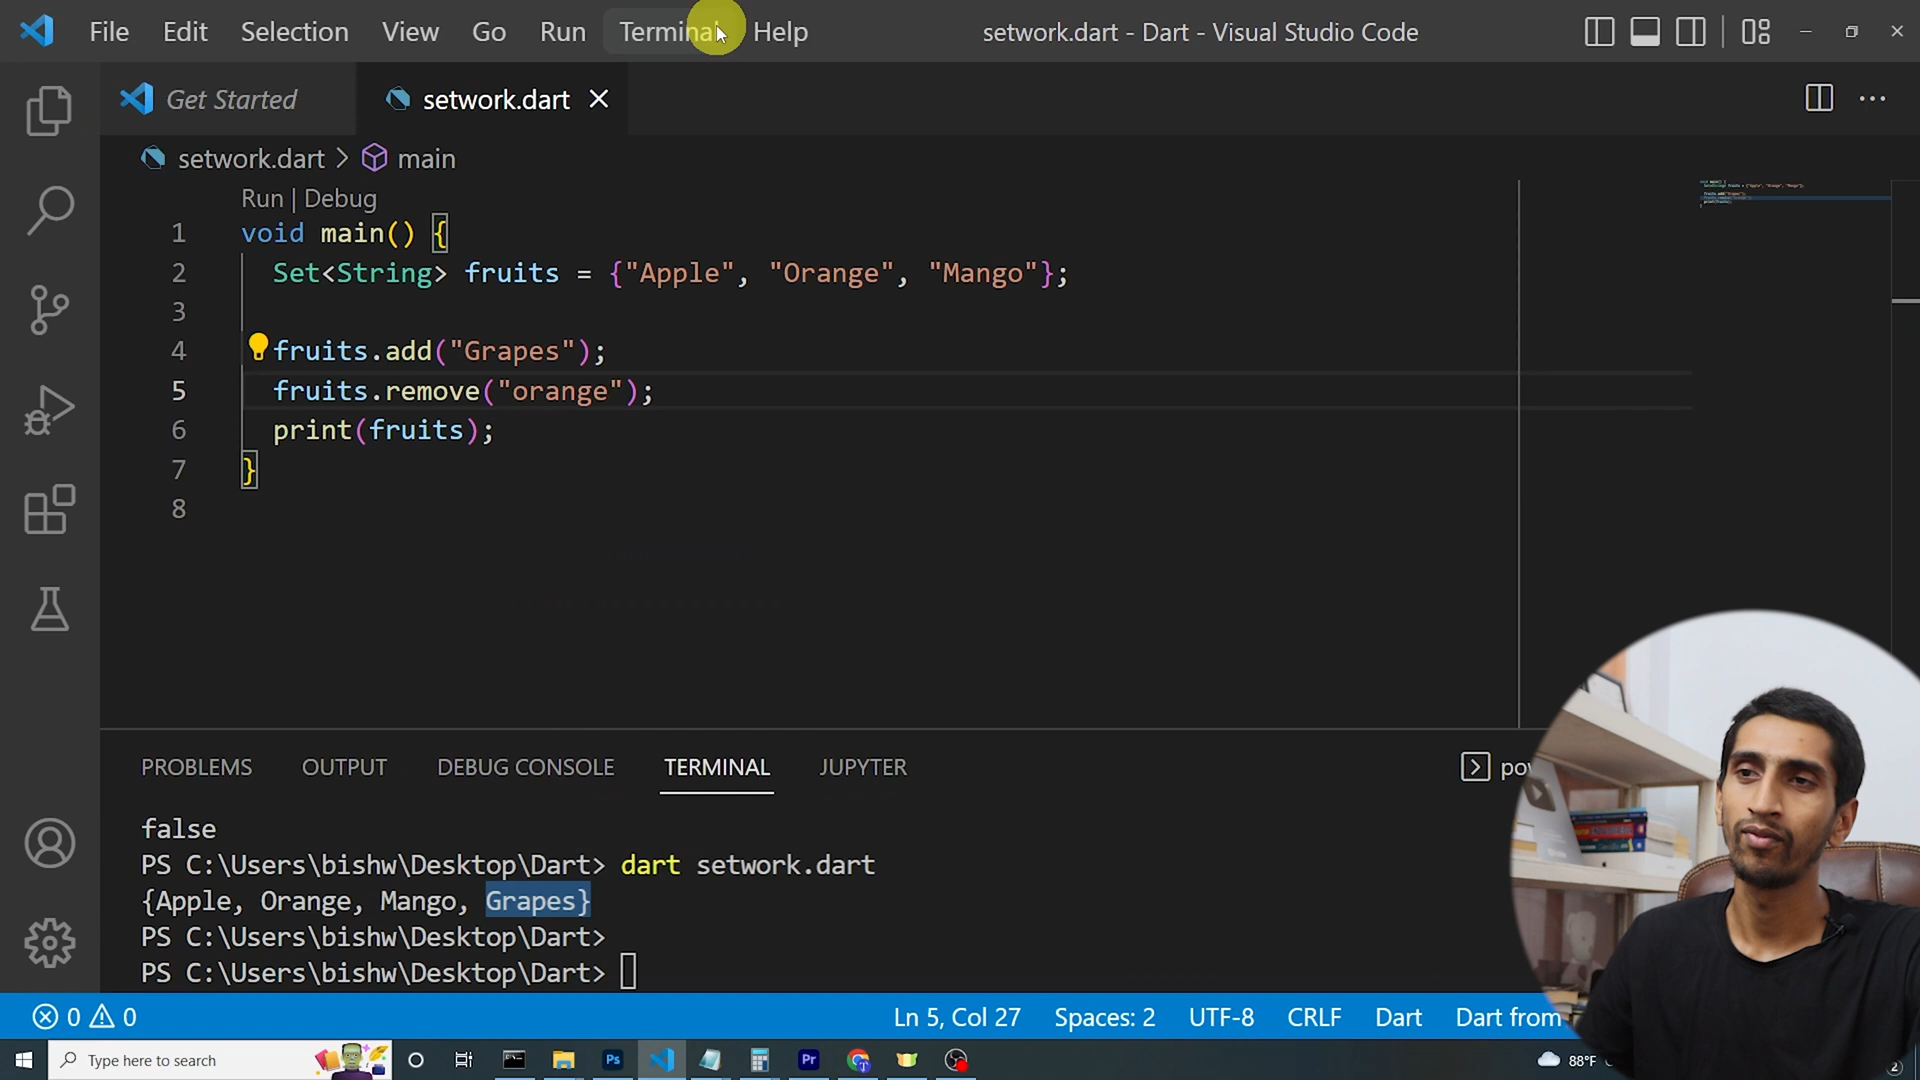 File Edit Selection View Go Run Terminal Help setwork.dart - Dart - Visual Studio Code
Get Started setwork.dart
setwork.dart > main
Run | Debug
1 void main() {
2 Set<String> fruits = {"Apple", "Orange", "Mango"};
3
4 fruits.add("Grapes");
5 fruits.remove("orange");
6 print(fruits);
7 }
8
PROBLEMS OUTPUT DEBUG CONSOLE TERMINAL JUPYTER
false
PS C:\Users\bishw\Desktop\Dart> dart setwork.dart
{Apple, Orange, Mango, Grapes}
PS C:\Users\bishw\Desktop\Dart>
PS C:\Users\bishw\Desktop\Dart>
0 0 Ln 5, Col 27 Spaces: 2 UTF-8 CRLF Dart Dart from
Type here to search Ps Pr 88°F 2